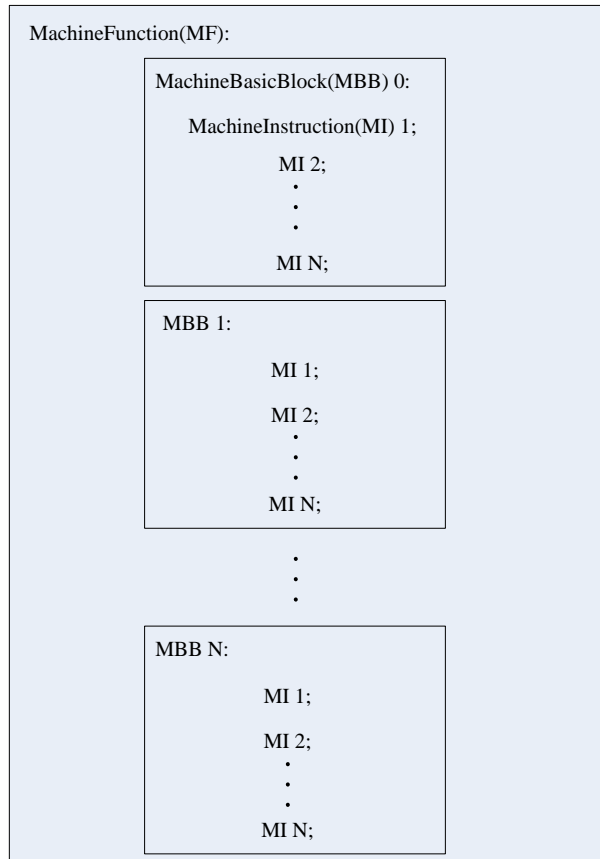 MachineFunction(MF):
MachineBasicBlock(MBB) 0:
MachineInstruction(MI) 1;
MI 2;
MI N;
MBB 1:
MI 1;
MI 2;
MI N;
MBB N:
MI 1;
MI 2;
MI N;